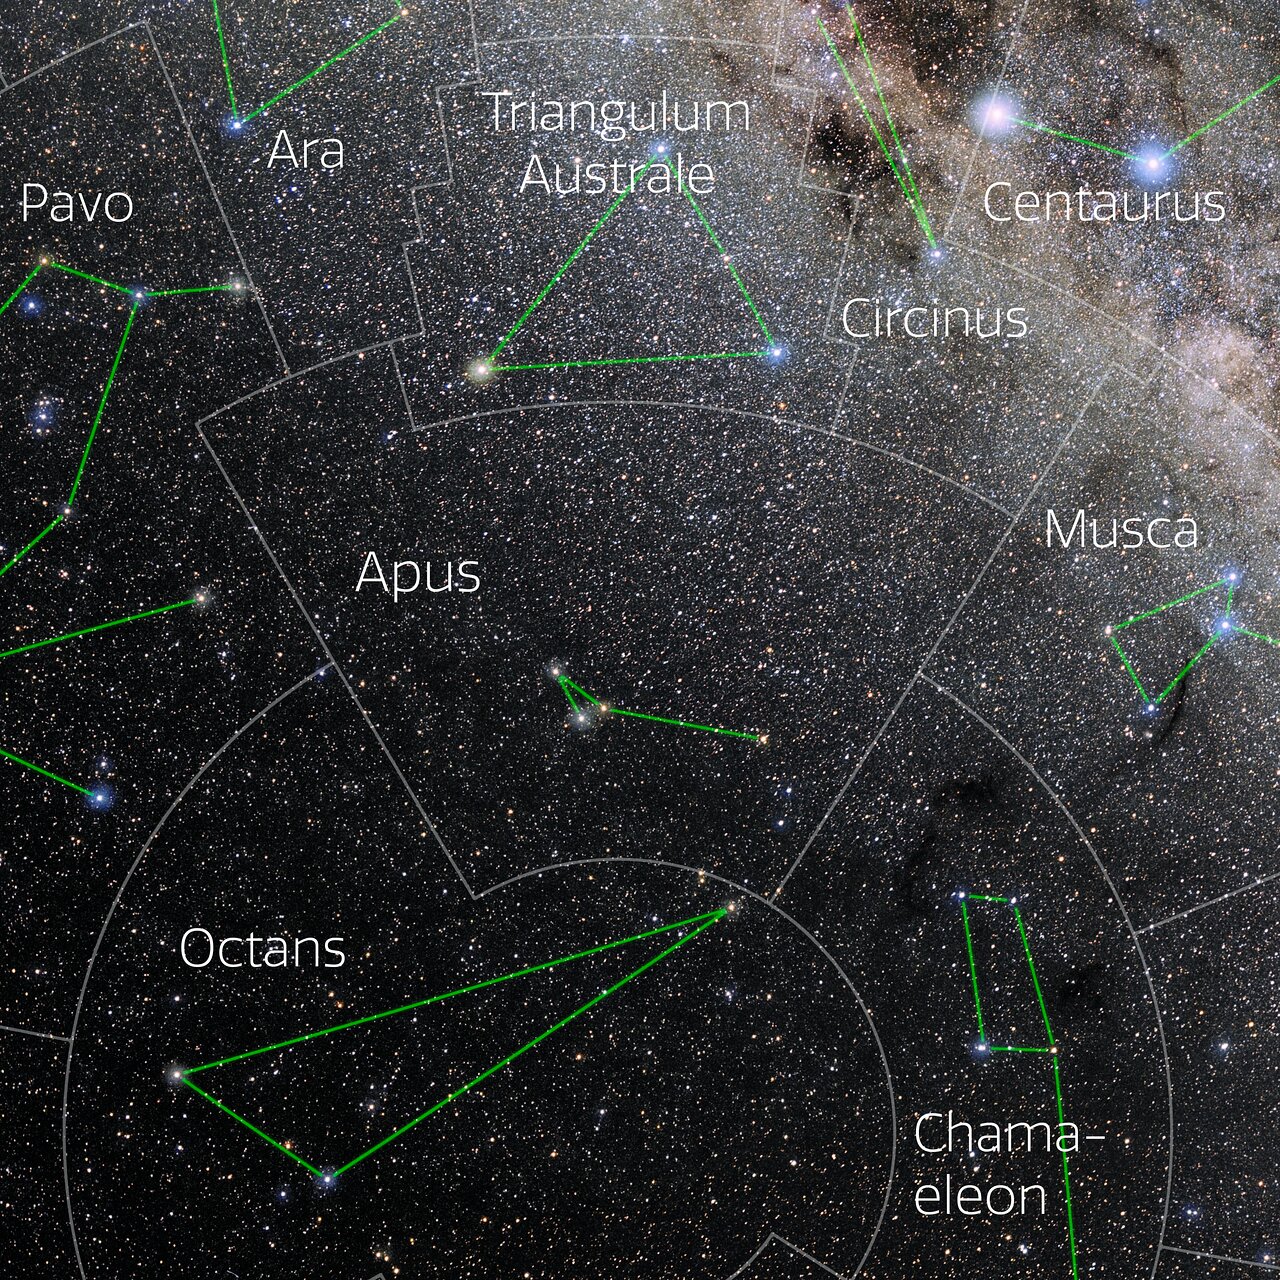 Triangulum
Australe
Ara
Pavo
Centaurus
Circinus
Musca
Apus
Octans
Chama-
eleon